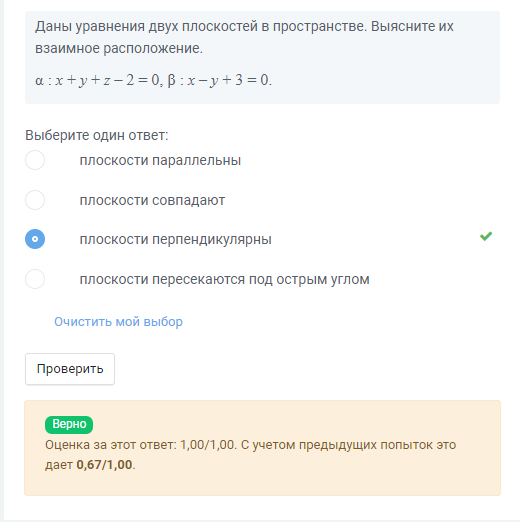 Даны уравнения двух плоскостей в пространстве. Выясните их
взаимное расположение.
α : x + y + z – 2 = 0, β : x – y + 3 = 0.
Выберите один ответ:
плоскости параллельны
плоскости совпадают
плоскости перпендикулярны
плоскости пересекаются под острым углом
Очистить мой выбор
Проверить
Верно
Оценка за этот ответ: 1,00/1,00. С учетом предыдущих попыток это
дает 0,67/1,00.